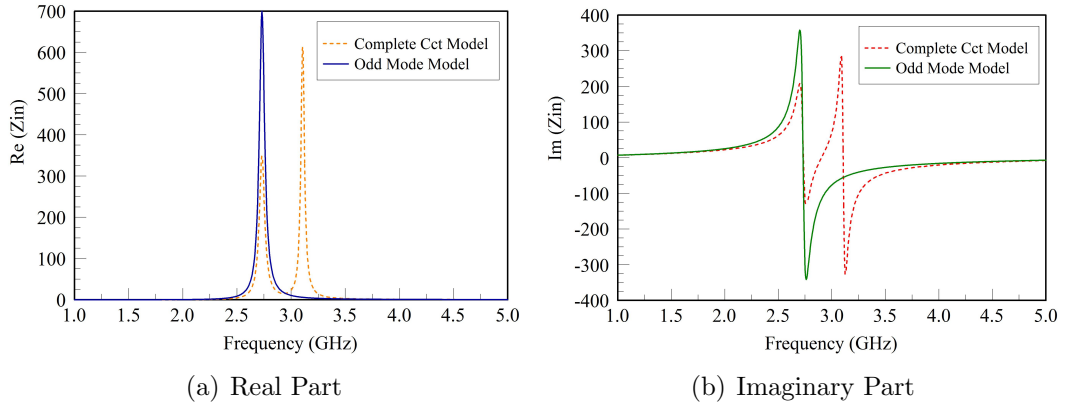 700
600
500
400
300
200
100
0
Re (Zin)
Complete Cct Model
Odd Mode Model
1.0 1.5 2.0 2.5 3.0 3.5 4.0 4.5 5.0
Frequency (GHz)
(a) Real Part
400
300
200
100
0
-100
-200
-300
-400
Im (Zin)
Complete Cct Model
Odd Mode Model
1.0 1.5 2.0 2.5 3.0 3.5 4.0 4.5 5.0
Frequency (GHz)
(b) Imaginary Part